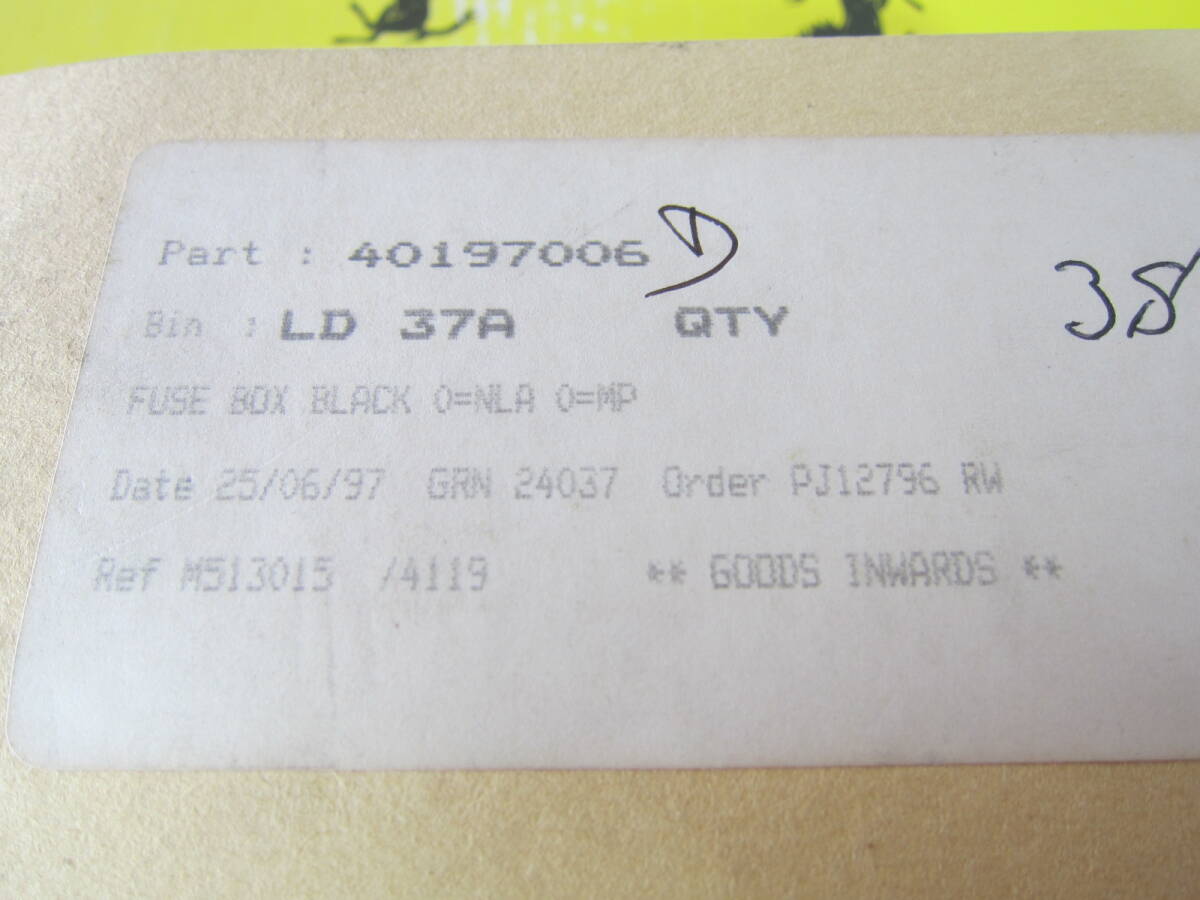 Part : 40197006 D
Bin : LD 37A QTY 38
FUSE BOX BLACK O=NLA O=MP
Date 25/06/97 GRN 24037 Order PJ12796 RW
Ref M513015 /4119 ** GOODS INWARDS **